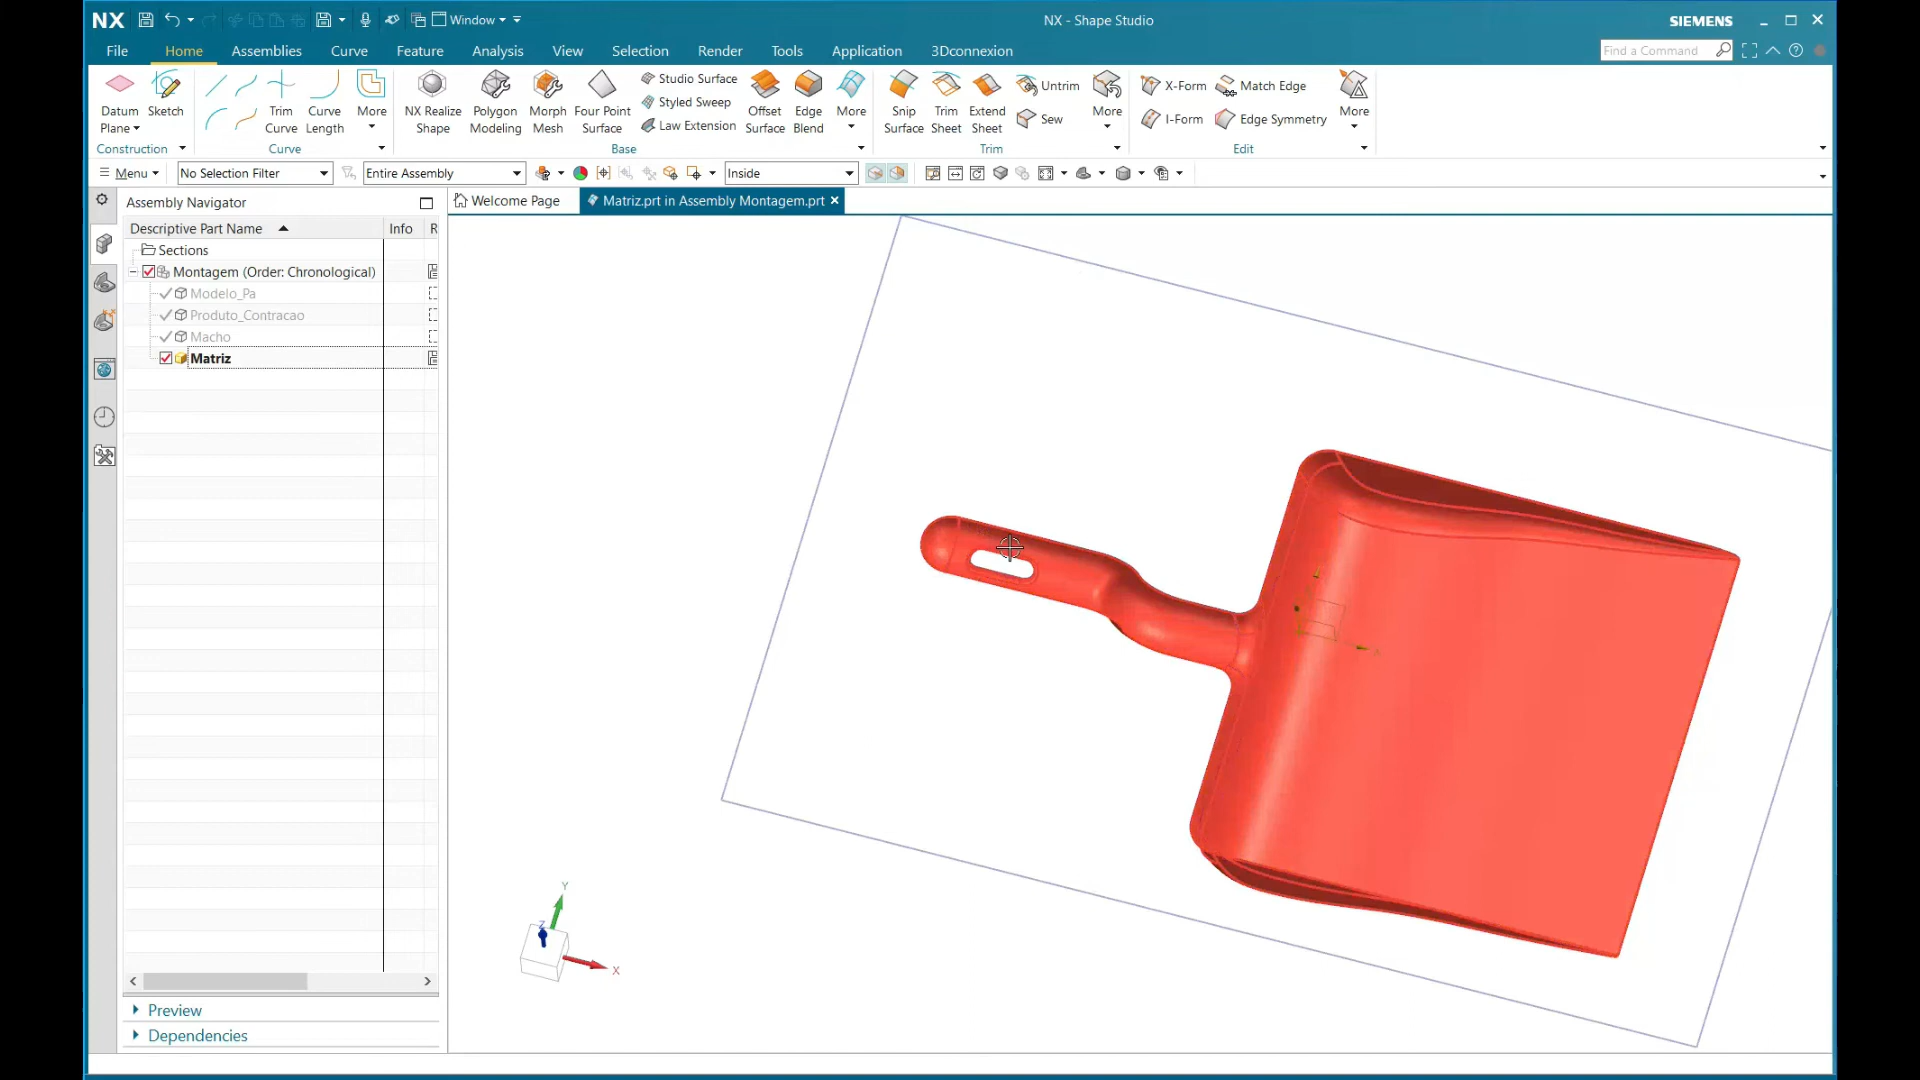 NX
Window
NX - Shape Studio
SIEMENS
File
Home
Assemblies
Curve
Feature
Analysis
View
Selection
Render
Tools
Application
3Dconnexion
Find a Command
Datum Plane
Sketch
Trim Curve
Curve Length
More
NX Realize Shape
Polygon Modeling
Morph Mesh
Four Point Surface
Studio Surface
Styled Sweep
Law Extension
Offset Surface
Edge Blend
More
Snip Surface
Trim Sheet
Extend Sheet
Untrim
Sew
More
X-Form
I-Form
Match Edge
Edge Symmetry
More
Construction
Curve
Base
Trim
Edit
Menu
No Selection Filter
Entire Assembly
Inside
Assembly Navigator
Welcome Page
Matriz.prt in Assembly Montagem.prt
Descriptive Part Name
Info
R
Sections
Montagem (Order: Chronological)
Modelo_Pa
Produto_Contracao
Macho
Matriz
Y
Z
X
Preview
Dependencies